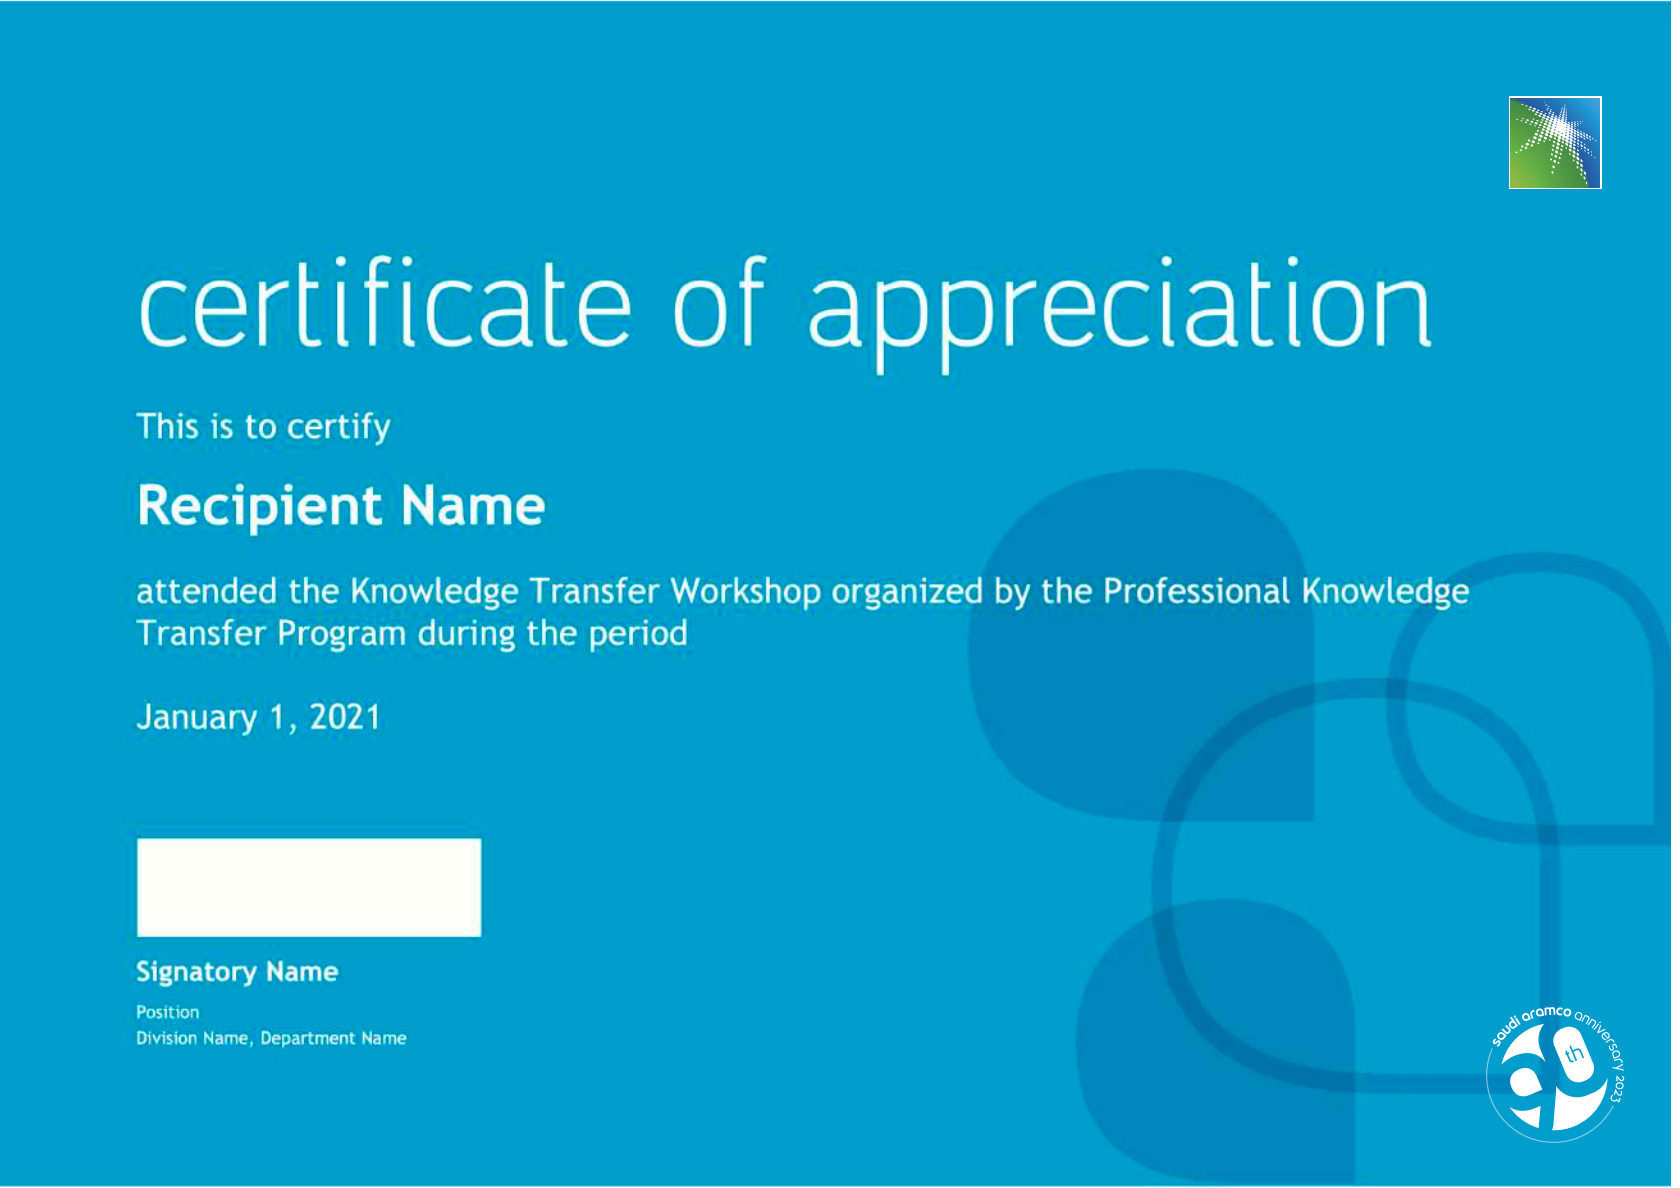 certificate of appreciation
This is to certify
Recipient Name
attended the Knowledge Transfer Workshop organized by the Professional Knowledge
Transfer Program during the period
January 1, 2021
Signatory Name
Position
Division Name, Department Name
saudi aramco anniversary 2023
90th